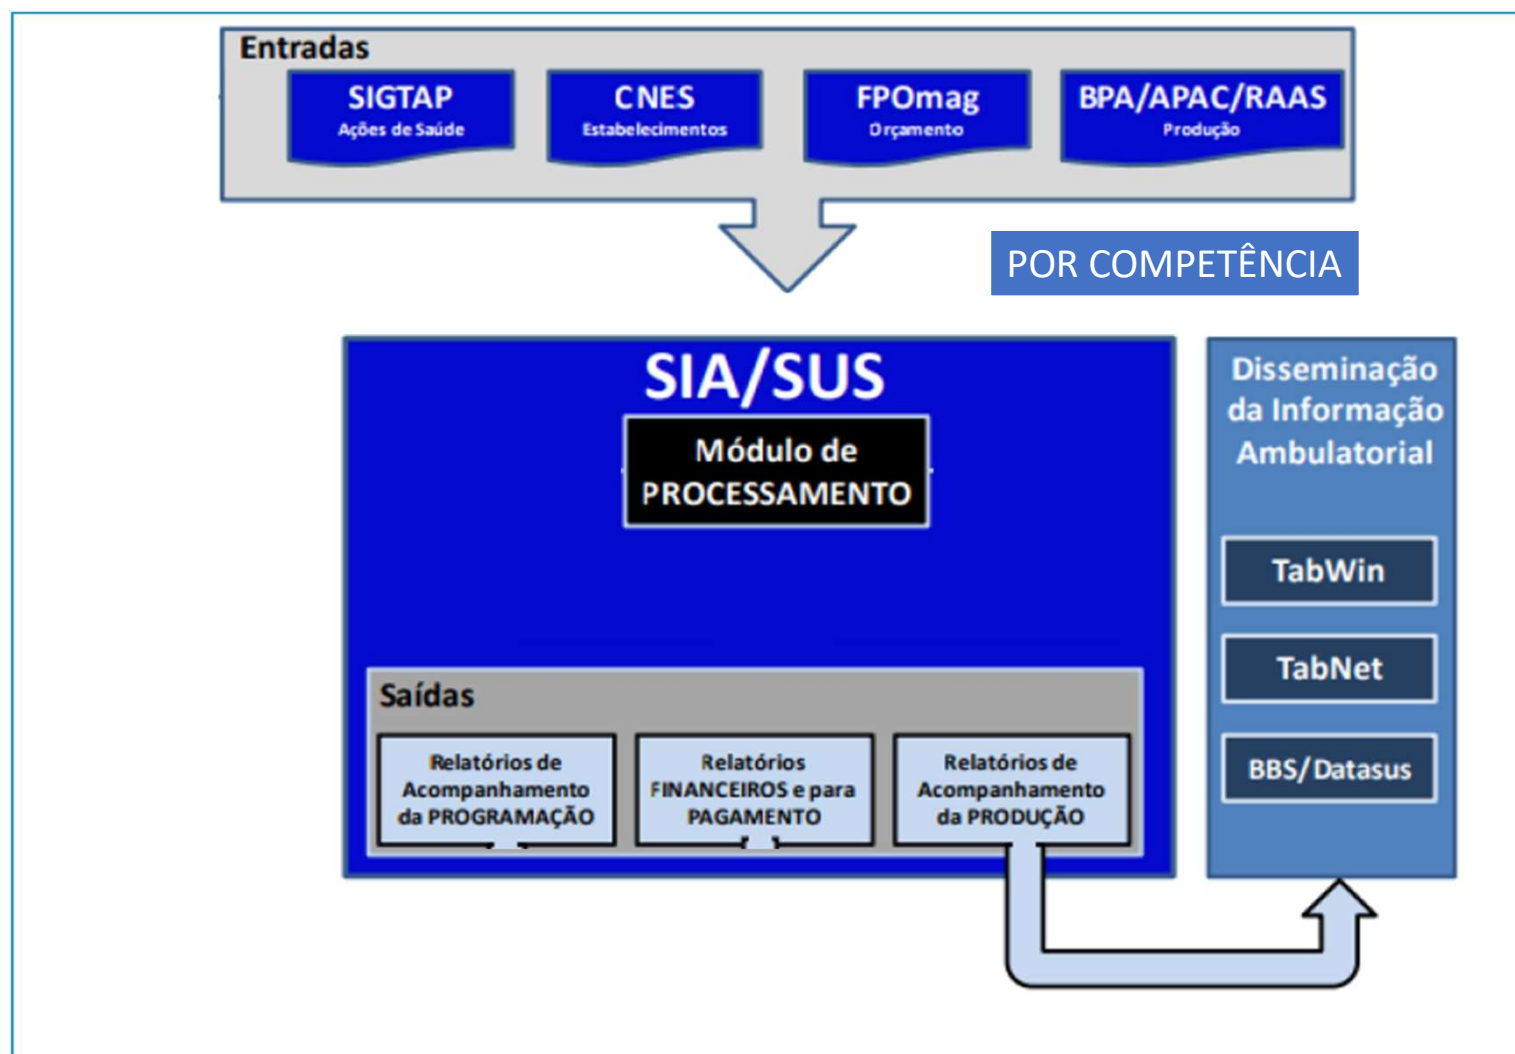 Entradas
SIGTAP
Ações de Saúde
CNES
Estabelecimentos
FPOmag
Orçamento
BPA/APAC/RAAS
Produção
POR COMPETÊNCIA
SIA/SUS
Módulo de
PROCESSAMENTO
Saídas
Relatórios de
Acompanhamento
da PROGRAMAÇÃO
Relatórios
FINANCEIROS e para
PAGAMENTO
Relatórios de
Acompanhamento
da PRODUÇÃO
Disseminação
da Informação
Ambulatorial
TabWin
TabNet
BBS/Datasus